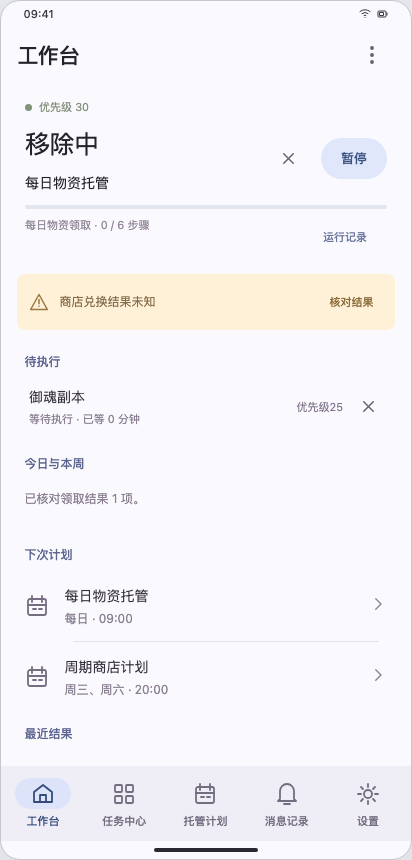 09:41
工作台
优先级 30
移除中
暂停
每日物资托管
每日物资领取 · 0 / 6 步骤
运行记录
商店兑换结果未知
核对结果
待执行
御魂副本
优先级25
等待执行 · 已等 0 分钟
今日与本周
已核对领取结果 1 项。
下次计划
每日物资托管
每日 · 09:00
周期商店计划
周三、周六 · 20:00
最近结果
工作台
任务中心
托管计划
消息记录
设置